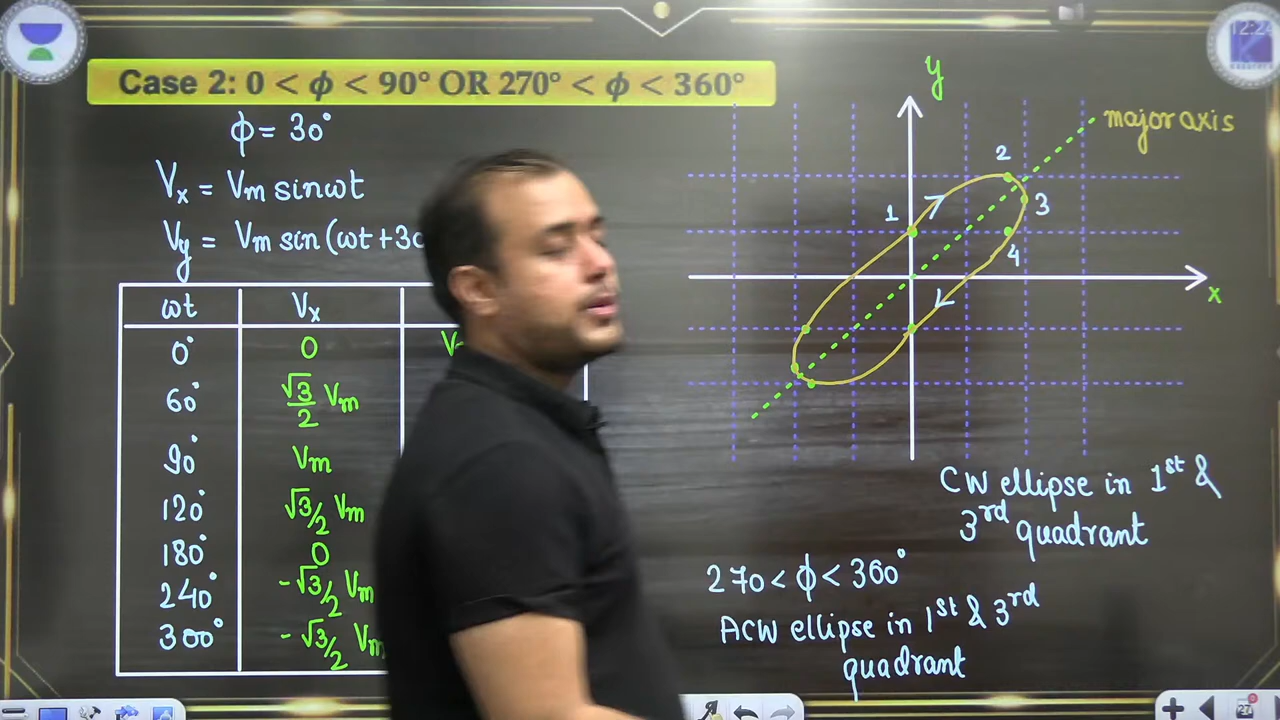 Case 2: 0 < ϕ < 90° OR 270° < ϕ < 360°
ϕ = 30°
Vx = Vm sinωt
Vy = Vm sin (ωt + 30
ωt Vx
0° 0 V
60° √3/2 Vm
90° Vm
120° √3/2 Vm
180° 0
240° -√3/2 Vm
300° -√3/2 Vm
y
major axis
2
1
3
4
x
CW ellipse in 1st &
3rd quadrant
270 < ϕ < 360°
ACW ellipse in 1st & 3rd
quadrant